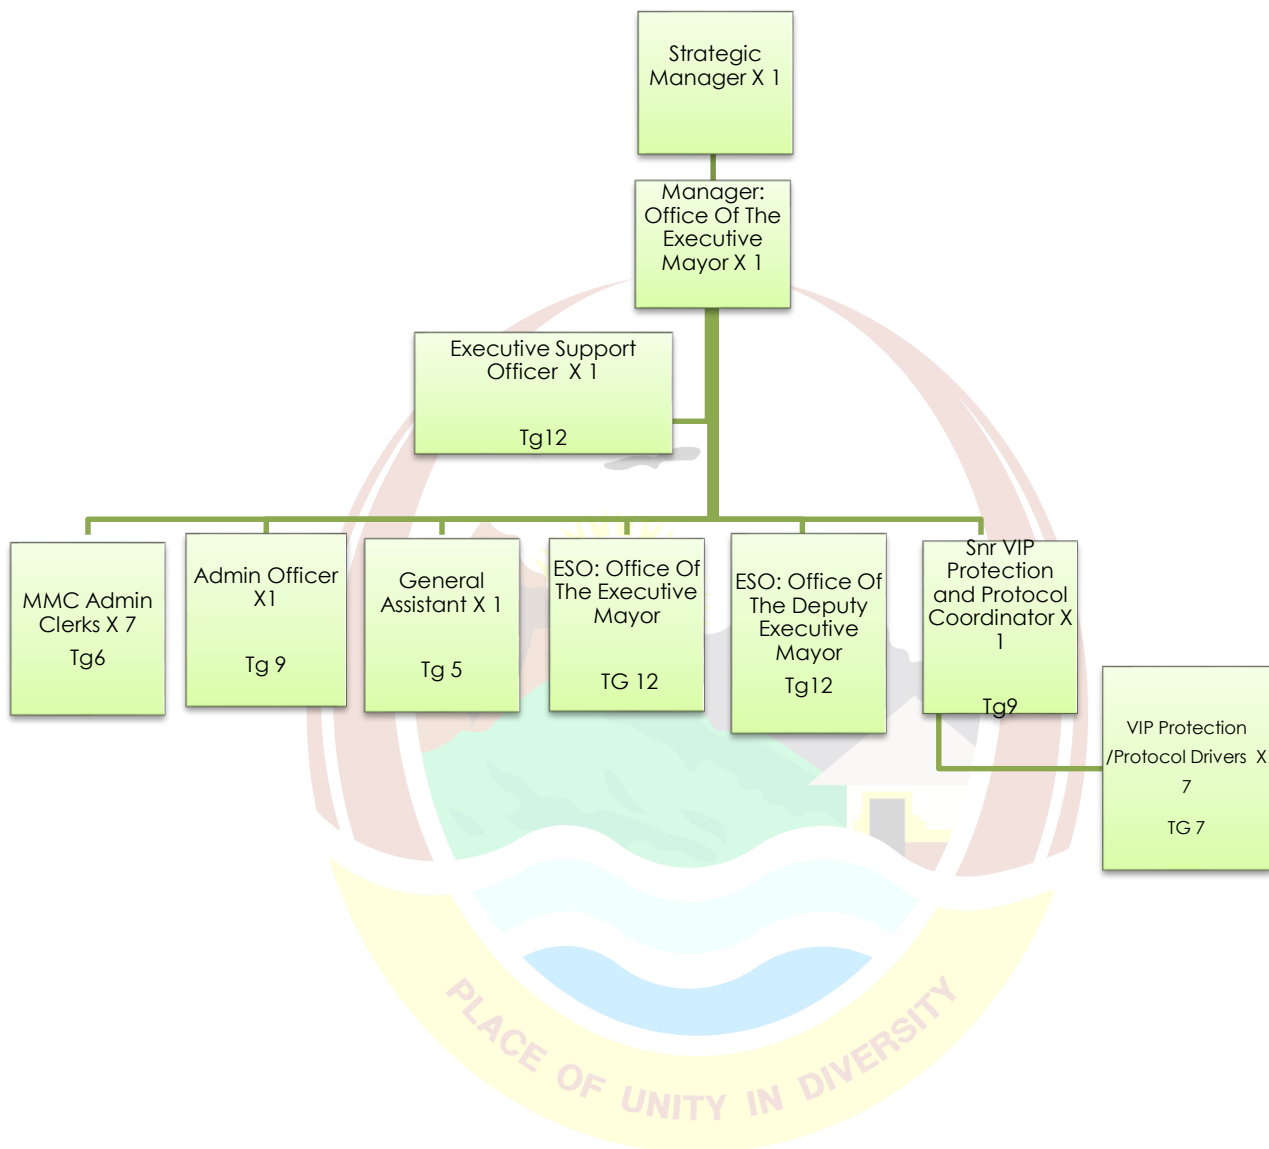 Strategic
Manager X 1
Manager:
Office Of The
Executive
Mayor X 1
Executive Support
Officer  X 1
Tg12
MMC Admin
Clerks X 7
Tg6
Admin Officer
X1
Tg 9
General
Assistant X 1
Tg 5
ESO: Office Of
The Executive
Mayor
TG 12
ESO: Office Of
The Deputy
Executive
Mayor
Tg12
Snr VIP
Protection
and Protocol
Coordinator X
1
Tg9
VIP Protection
/Protocol Drivers  X
7
TG 7
PLACE OF UNITY IN DIVERSITY